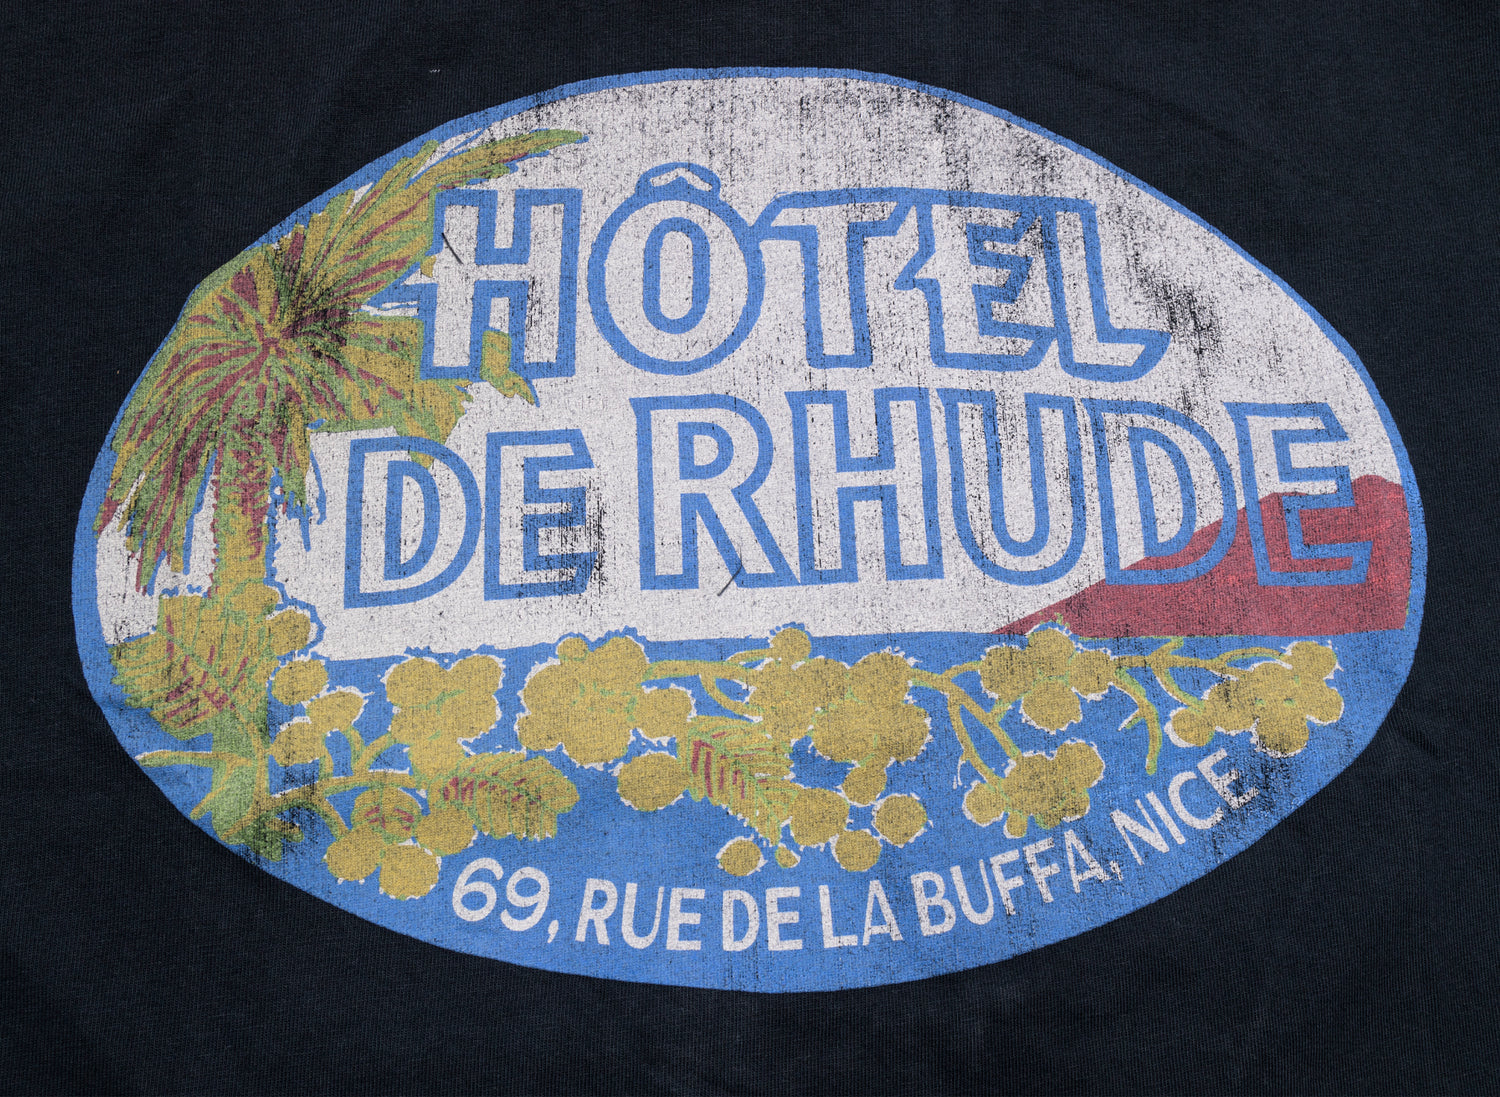 HÔTEL
DE RHUDE
69, RUE DE LA BUFFA, NICE